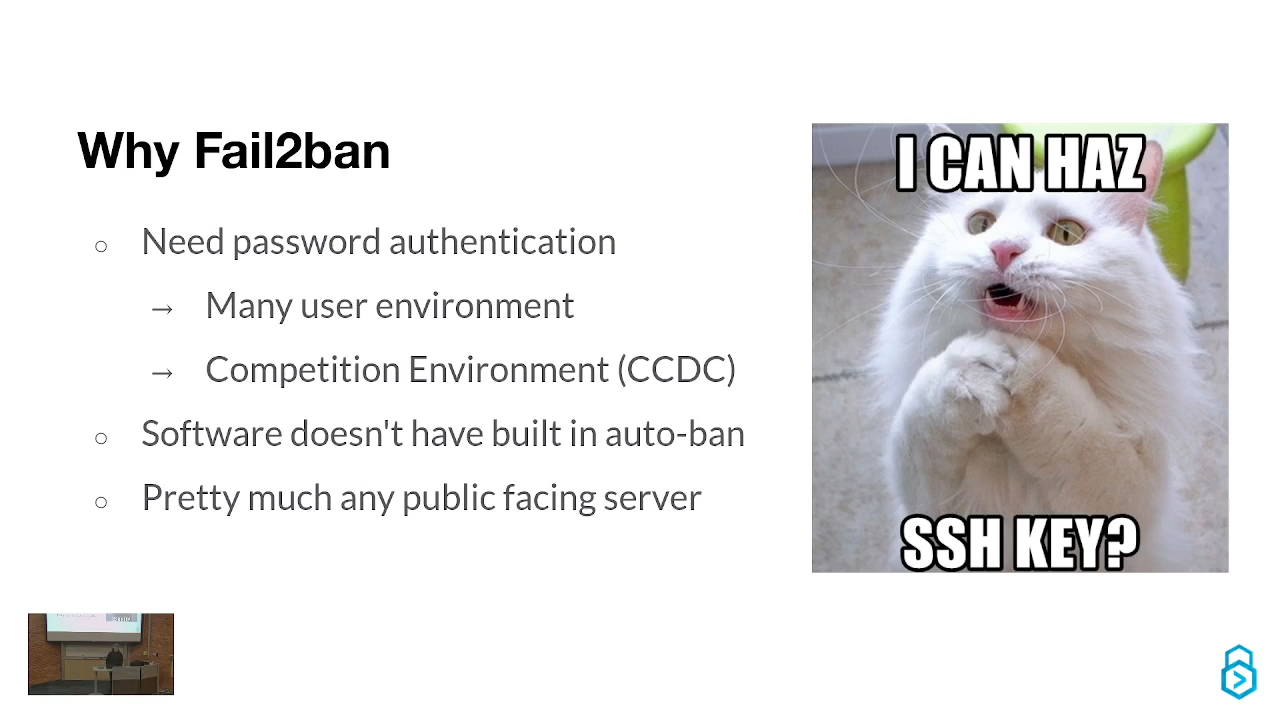 Why Fail2ban
○ Need password authentication
→ Many user environment
→ Competition Environment (CCDC)
○ Software doesn't have built in auto-ban
○ Pretty much any public facing server
I CAN HAZ
SSH KEY?